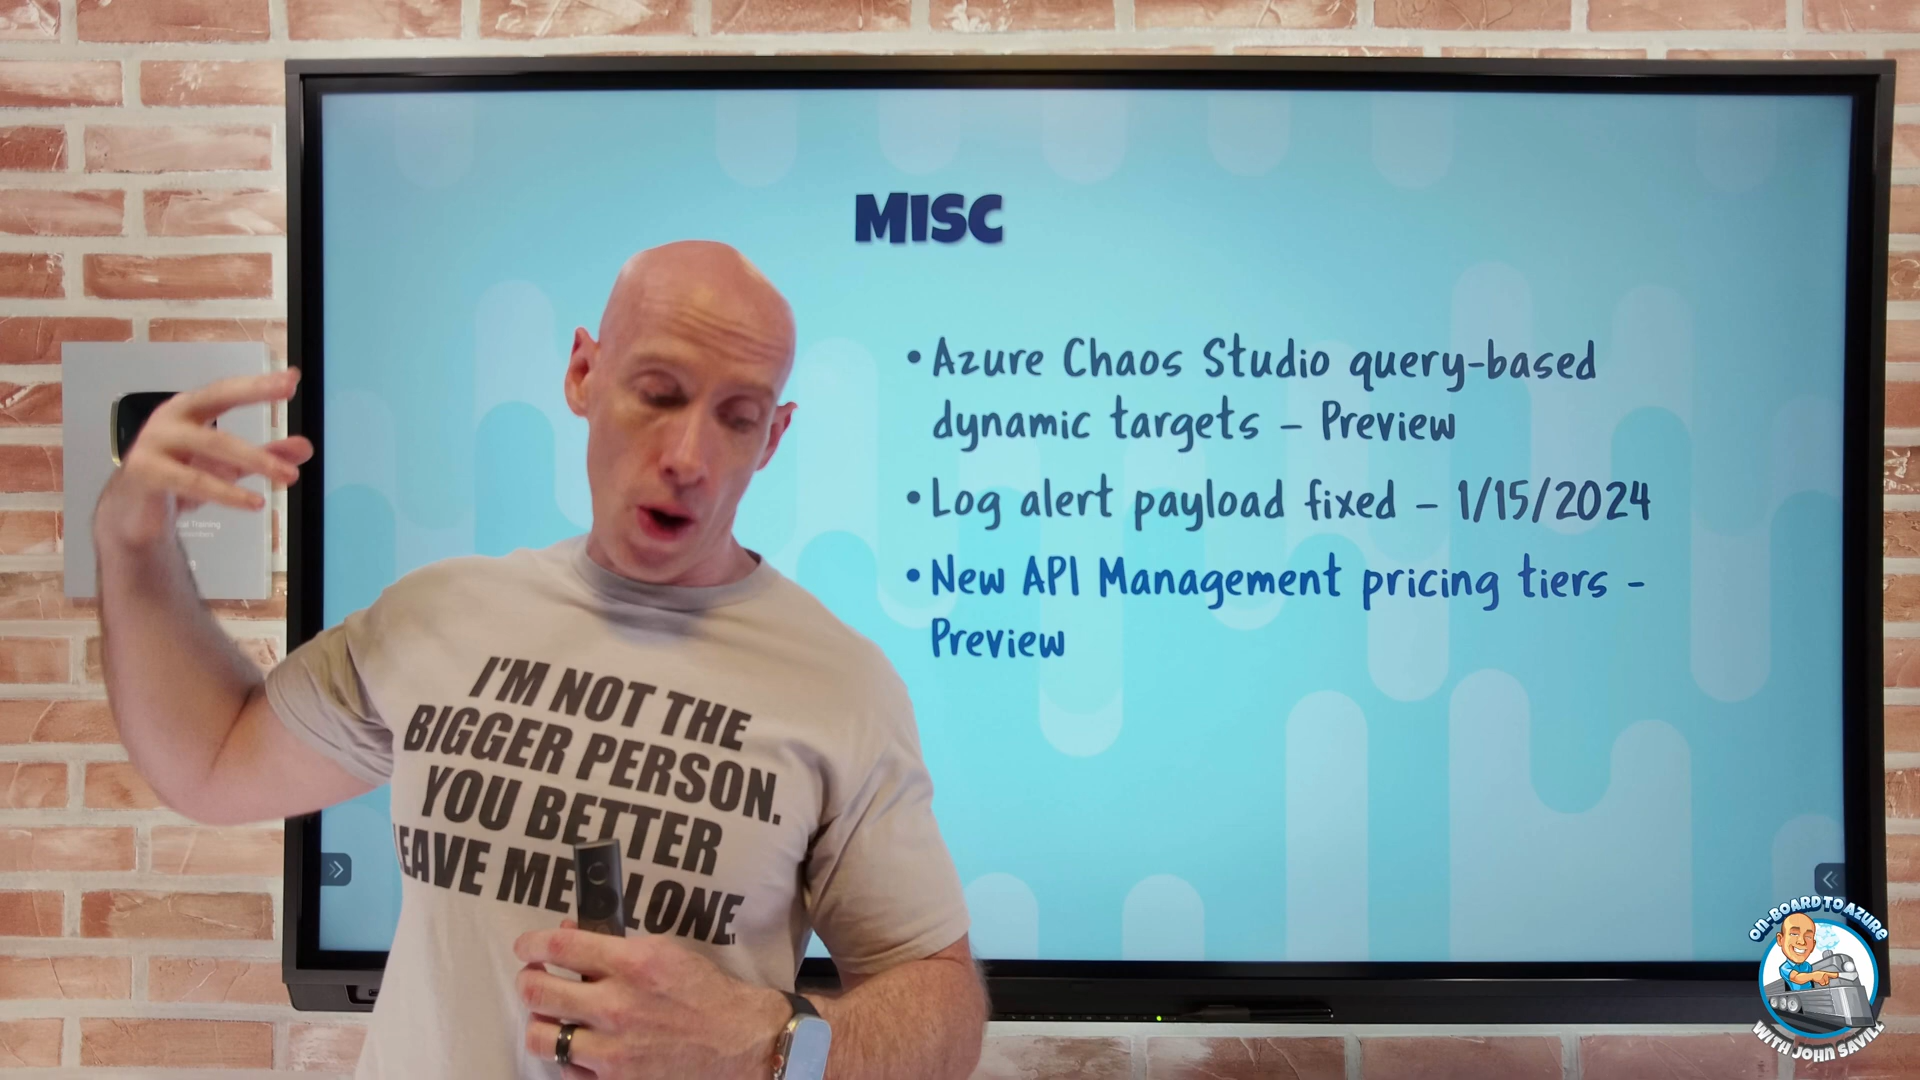 MISC
• Azure Chaos Studio query-based
dynamic targets – Preview
• Log alert payload fixed – 1/15/2024
• New API Management pricing tiers –
Preview
I'M NOT THE
BIGGER PERSON.
YOU BETTER
EAVE ME LONE.
Training
ON-BOARD TO AZURE
WITH JOHN SAVILL